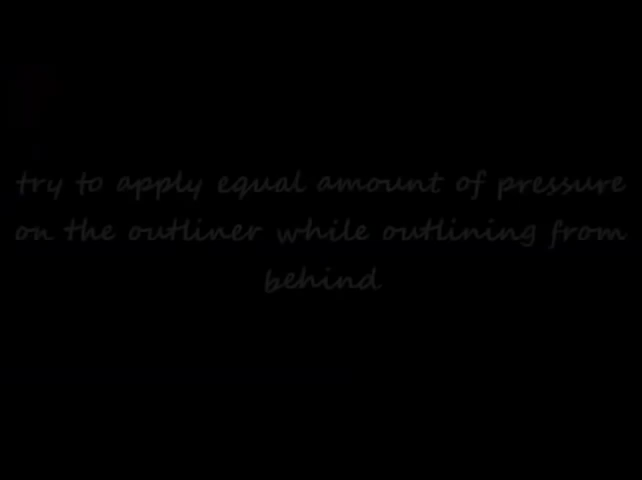 try to apply equal amount of pressure
on the outliner while outlining from
behind